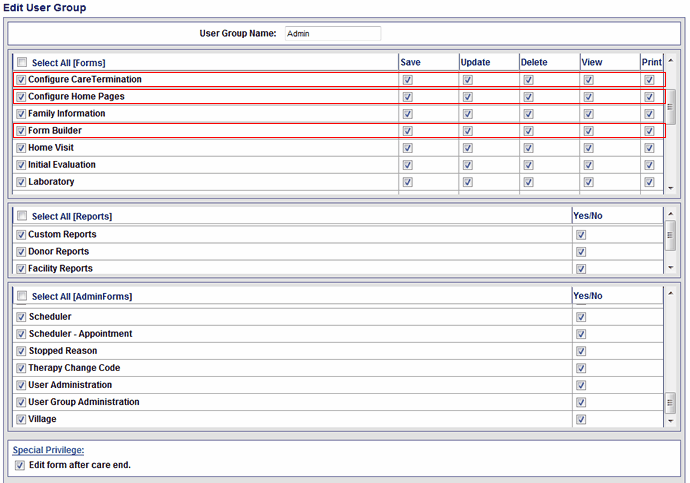 Edit User Group
User Group Name: Admin
Select All [Forms] Save Update Delete View Print
Configure CareTermination
Configure Home Pages
Family Information
Form Builder
Home Visit
Initial Evaluation
Laboratory
Select All [Reports] Yes/No
Custom Reports
Donor Reports
Facility Reports
Select All [AdminForms] Yes/No
Scheduler
Scheduler - Appointment
Stopped Reason
Therapy Change Code
User Administration
User Group Administration
Village
Special Privilege:
Edit form after care end.